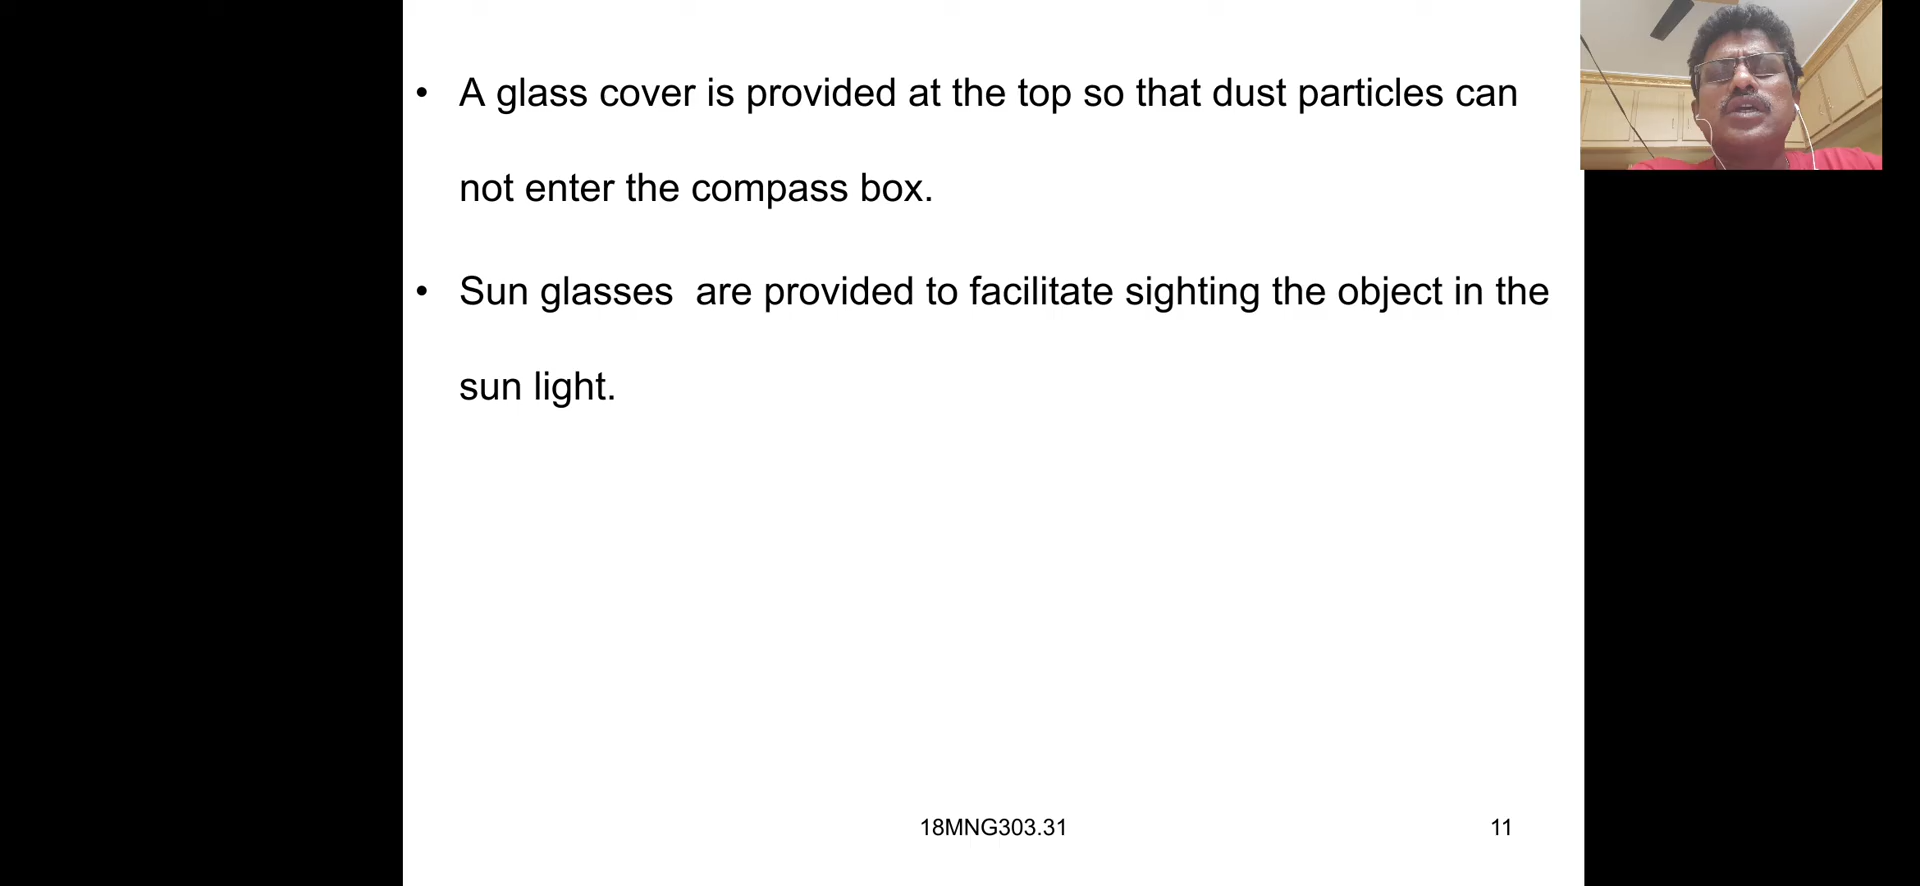 • A glass cover is provided at the top so that dust particles can
not enter the compass box.
• Sun glasses  are provided to facilitate sighting the object in the
sun light.
18MNG303.31
11